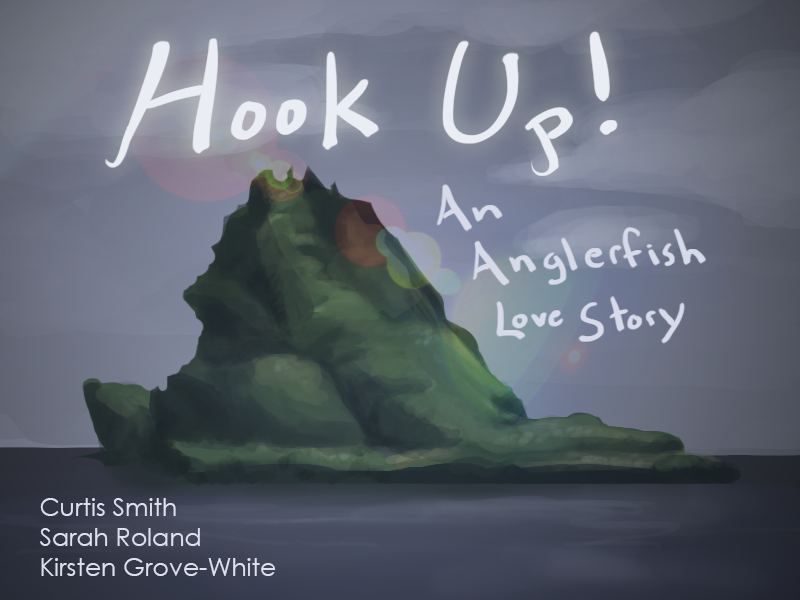 Hook Up!
An
Anglerfish
Love Story
Curtis Smith
Sarah Roland
Kirsten Grove-White